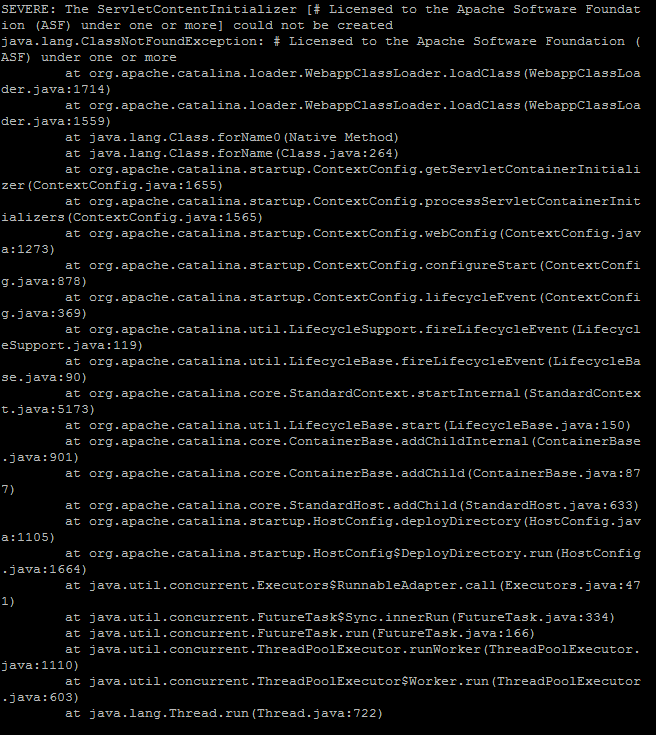 SEVERE: The ServletContentInitializer [# Licensed to the Apache Software Foundat
ion (ASF) under one or more] could not be created
java.lang.ClassNotFoundException: # Licensed to the Apache Software Foundation (
ASF) under one or more
        at org.apache.catalina.loader.WebappClassLoader.loadClass(WebappClassLoa
der.java:1714)
        at org.apache.catalina.loader.WebappClassLoader.loadClass(WebappClassLoa
der.java:1559)
        at java.lang.Class.forName0(Native Method)
        at java.lang.Class.forName(Class.java:264)
        at org.apache.catalina.startup.ContextConfig.getServletContainerInitiali
zer(ContextConfig.java:1655)
        at org.apache.catalina.startup.ContextConfig.processServletContainerInit
ializers(ContextConfig.java:1565)
        at org.apache.catalina.startup.ContextConfig.webConfig(ContextConfig.jav
a:1273)
        at org.apache.catalina.startup.ContextConfig.configureStart(ContextConfi
g.java:878)
        at org.apache.catalina.startup.ContextConfig.lifecycleEvent(ContextConfi
g.java:369)
        at org.apache.catalina.util.LifecycleSupport.fireLifecycleEvent(Lifecycl
eSupport.java:119)
        at org.apache.catalina.util.LifecycleBase.fireLifecycleEvent(LifecycleBa
se.java:90)
        at org.apache.catalina.core.StandardContext.startInternal(StandardContex
t.java:5173)
        at org.apache.catalina.util.LifecycleBase.start(LifecycleBase.java:150)
        at org.apache.catalina.core.ContainerBase.addChildInternal(ContainerBase
.java:901)
        at org.apache.catalina.core.ContainerBase.addChild(ContainerBase.java:87
7)
        at org.apache.catalina.core.StandardHost.addChild(StandardHost.java:633)
        at org.apache.catalina.startup.HostConfig.deployDirectory(HostConfig.jav
a:1105)
        at org.apache.catalina.startup.HostConfig$DeployDirectory.run(HostConfig
.java:1664)
        at java.util.concurrent.Executors$RunnableAdapter.call(Executors.java:47
1)
        at java.util.concurrent.FutureTask$Sync.innerRun(FutureTask.java:334)
        at java.util.concurrent.FutureTask.run(FutureTask.java:166)
        at java.util.concurrent.ThreadPoolExecutor.runWorker(ThreadPoolExecutor.
java:1110)
        at java.util.concurrent.ThreadPoolExecutor$Worker.run(ThreadPoolExecutor
.java:603)
        at java.lang.Thread.run(Thread.java:722)